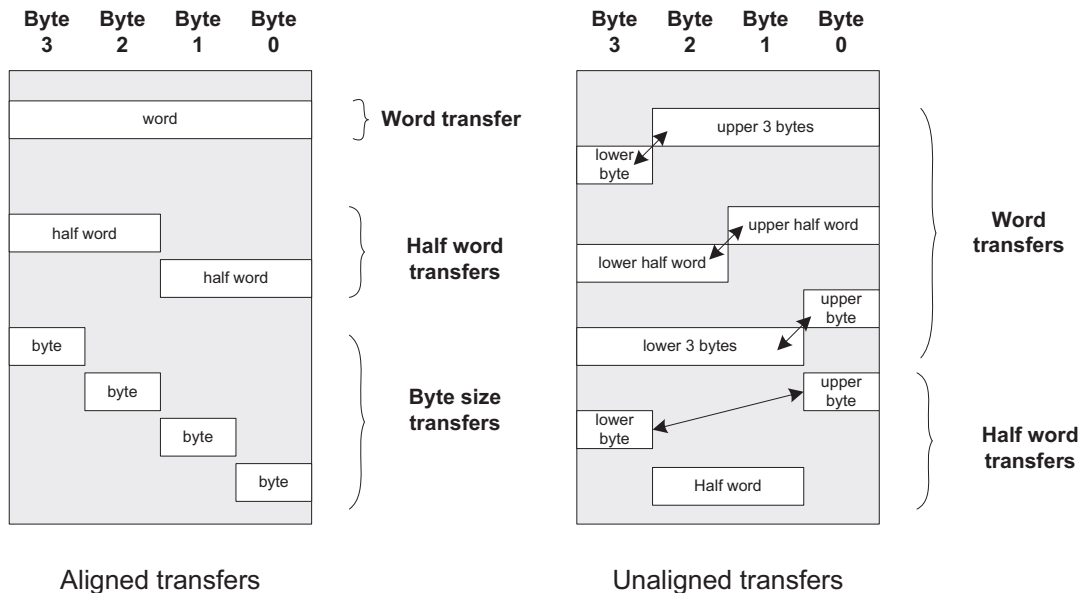 Byte Byte Byte Byte
3 2 1 0
word
Word transfer
half word
half word
Half word
transfers
byte
byte
byte
byte
Byte size
transfers
Aligned transfers
Byte Byte Byte Byte
3 2 1 0
upper 3 bytes
lower
byte
upper half word
lower half word
upper
byte
lower 3 bytes
Word
transfers
upper
byte
lower
byte
Half word
Half word
transfers
Unaligned transfers